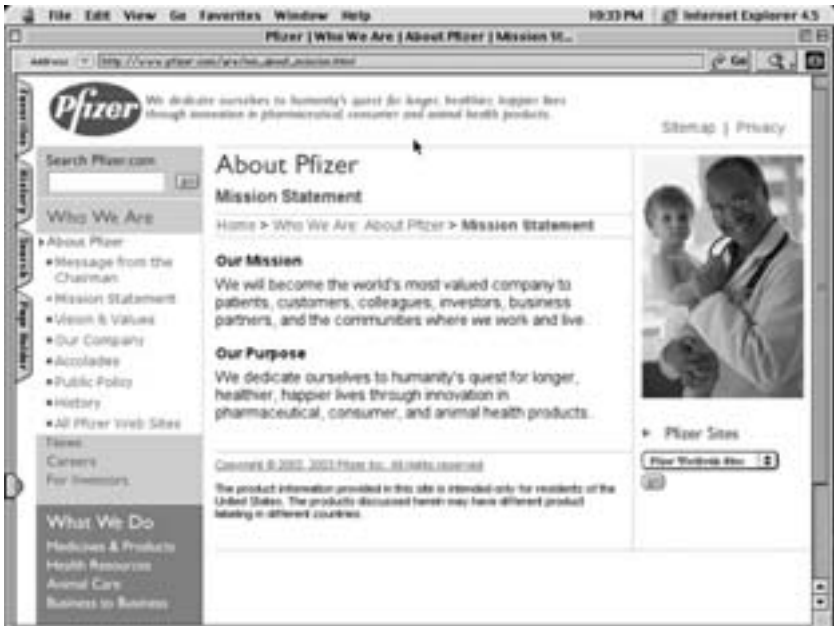 File Edit View Go Favorites Window Help 10:33 PM Internet Explorer 4.5
Pfizer | Who We Are | About Pfizer | Mission St...
Address Go
Favorites
History
Search
Page Holder
Pfizer
We dedicate ourselves to humanity's quest for longer, healthier, happier lives
through innovation in pharmaceutical, consumer and animal health products.
Sitemap | Privacy
Search Pfizer.com
go
Who We Are
About Pfizer
Message from the
Chairman
Mission Statement
Vision & Values
Our Company
Accolades
Public Policy
History
All Pfizer Web Sites
News
Careers
For Investors
What We Do
Medicines & Products
Health Resources
Animal Care
Business to Business
About Pfizer
Mission Statement
Home > Who We Are: About Pfizer > Mission Statement
Our Mission
We will become the world's most valued company to
patients, customers, colleagues, investors, business
partners, and the communities where we work and live.
Our Purpose
We dedicate ourselves to humanity's quest for longer,
healthier, happier lives through innovation in
pharmaceutical, consumer, and animal health products.
Copyright © 2002, 2003 Pfizer Inc. All rights reserved
The product information provided in this site is intended only for residents of the
United States. The products discussed herein may have different product
labeling in different countries.
Pfizer Sites
Pfizer Worldwide Sites
go